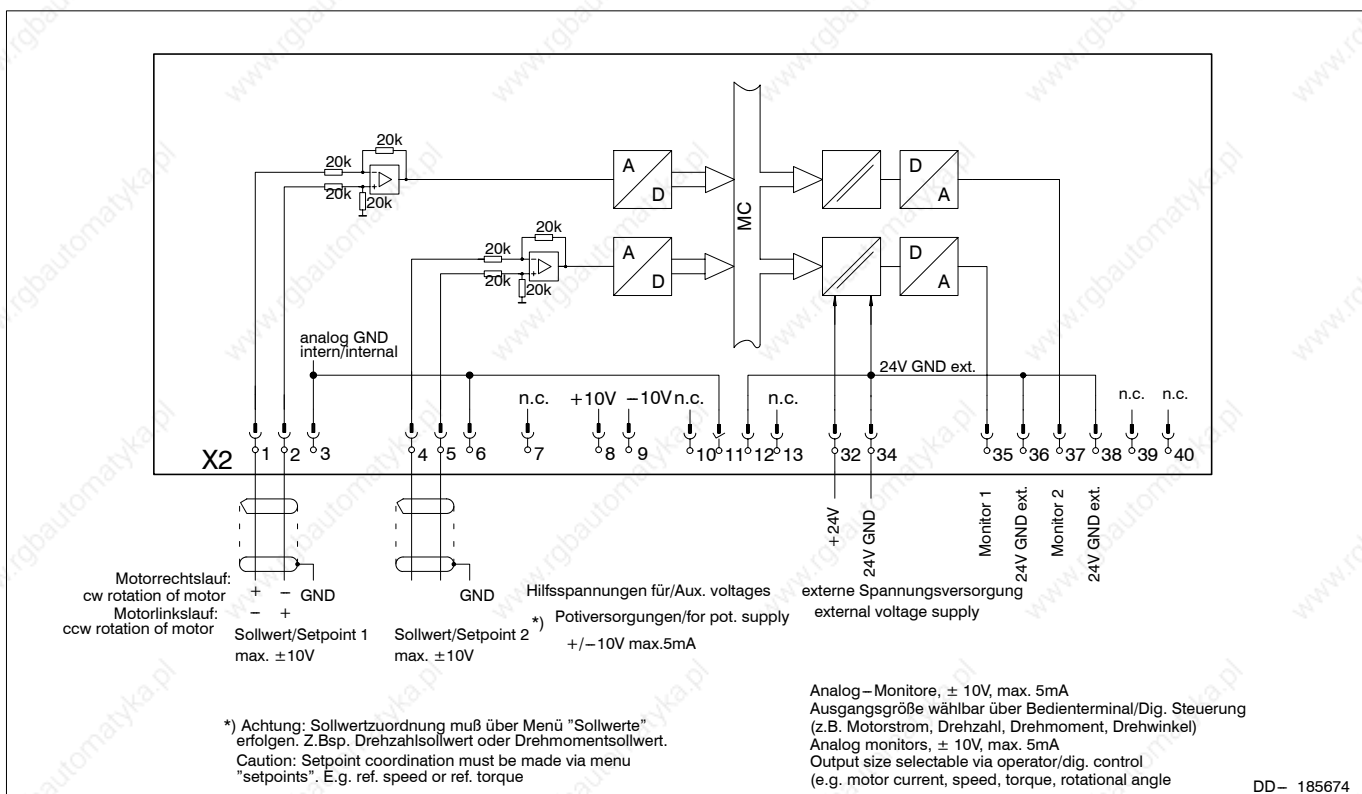 20k
20k
20k
20k
A
D
D
A
MC
20k
20k
20k
20k
A
D
D
A
analog GND
intern/internal
24V GND ext.
n.c.
+10V
−10V
n.c.
n.c.
n.c.
n.c.
X2
1
2
3
4
5
6
7
8
9
10
11
12
13
32
34
35
36
37
38
39
40
+24V
24V GND
Monitor 1
24V GND ext.
Monitor 2
24V GND ext.
Motorrechtslauf:
cw rotation of motor
+ − GND
Motorlinkslauf:
ccw rotation of motor
− +
Sollwert/Setpoint 1
max. ±10V
GND
Sollwert/Setpoint 2
max. ±10V
Hilfsspannungen für/Aux. voltages
*) Potiversorgungen/for pot. supply
+/−10V max.5mA
externe Spannungsversorgung
external voltage supply
*) Achtung: Sollwertzuordnung muß über Menü "Sollwerte"
erfolgen. Z.Bsp. Drehzahlsollwert oder Drehmomentsollwert.
Caution: Setpoint coordination must be made via menu
"setpoints". E.g. ref. speed or ref. torque
Analog−Monitore, ± 10V, max. 5mA
Ausgangsgröße wählbar über Bedienterminal/Dig. Steuerung
(z.B. Motorstrom, Drehzahl, Drehmoment, Drehwinkel)
Analog monitors, ± 10V, max. 5mA
Output size selectable via operator/dig. control
(e.g. motor current, speed, torque, rotational angle
DD− 185674
www.rgbautomatyka.pl